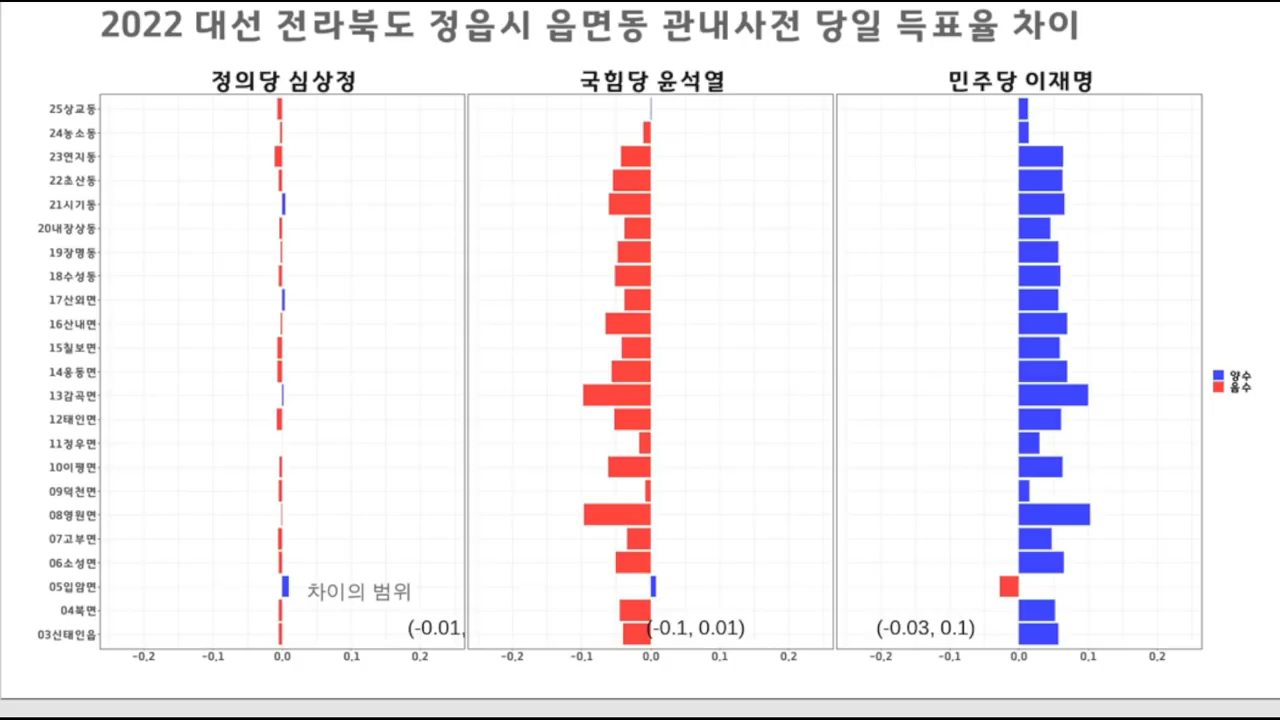 2022 대선 전라북도 정읍시 읍면동 관내사전 당일 득표율 차이
정의당 심상정
국힘당 윤석열
민주당 이재명
25상교동
24농소동
23연지동
22초산동
21시기동
20내장상동
19장명동
18수성동
17산외면
16산내면
15칠보면
14옹동면
13감곡면
12태인면
11정우면
10이평면
09덕천면
08영원면
07고부면
06소성면
05입암면
04북면
03신태인읍
차이의 범위
(-0.01,
(-0.1, 0.01)
(-0.03, 0.1)
-0.2 -0.1 0.0 0.1 0.2
-0.2 -0.1 0.0 0.1 0.2
-0.2 -0.1 0.0 0.1 0.2
양수
음수